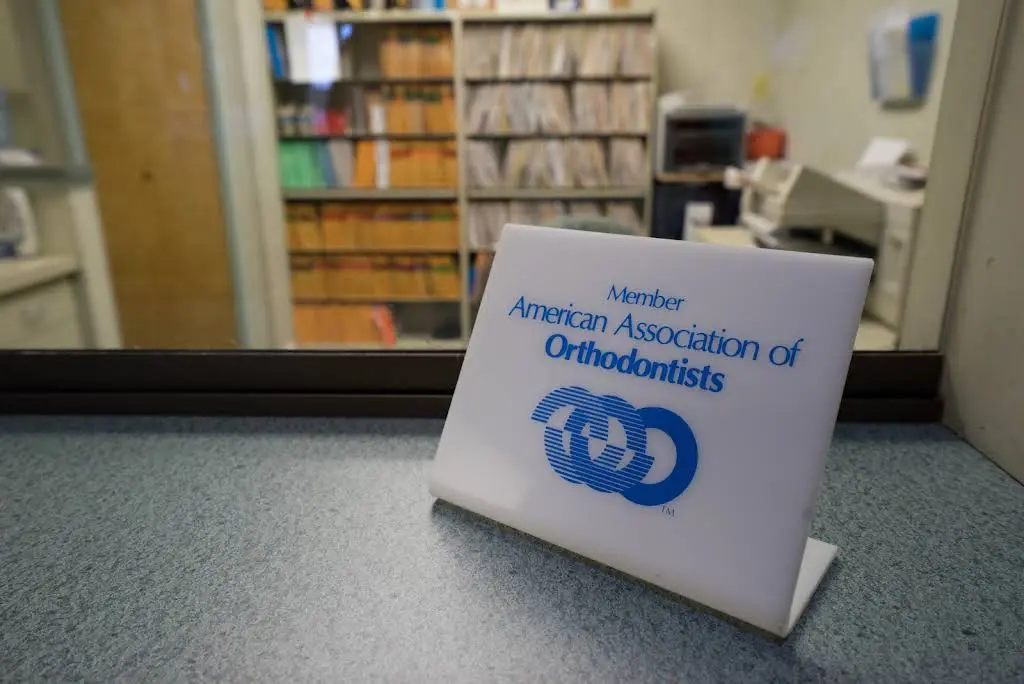 Member
American Association of
Orthodontists
TM